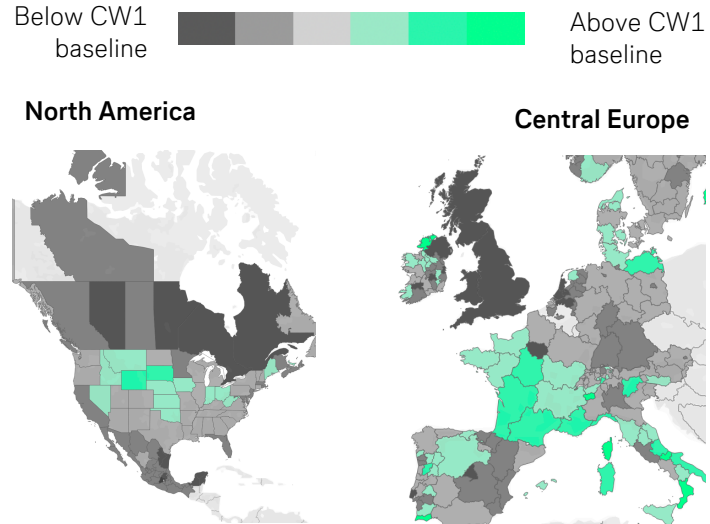 Below CW1
baseline
Above CW1
baseline
North America
Central Europe